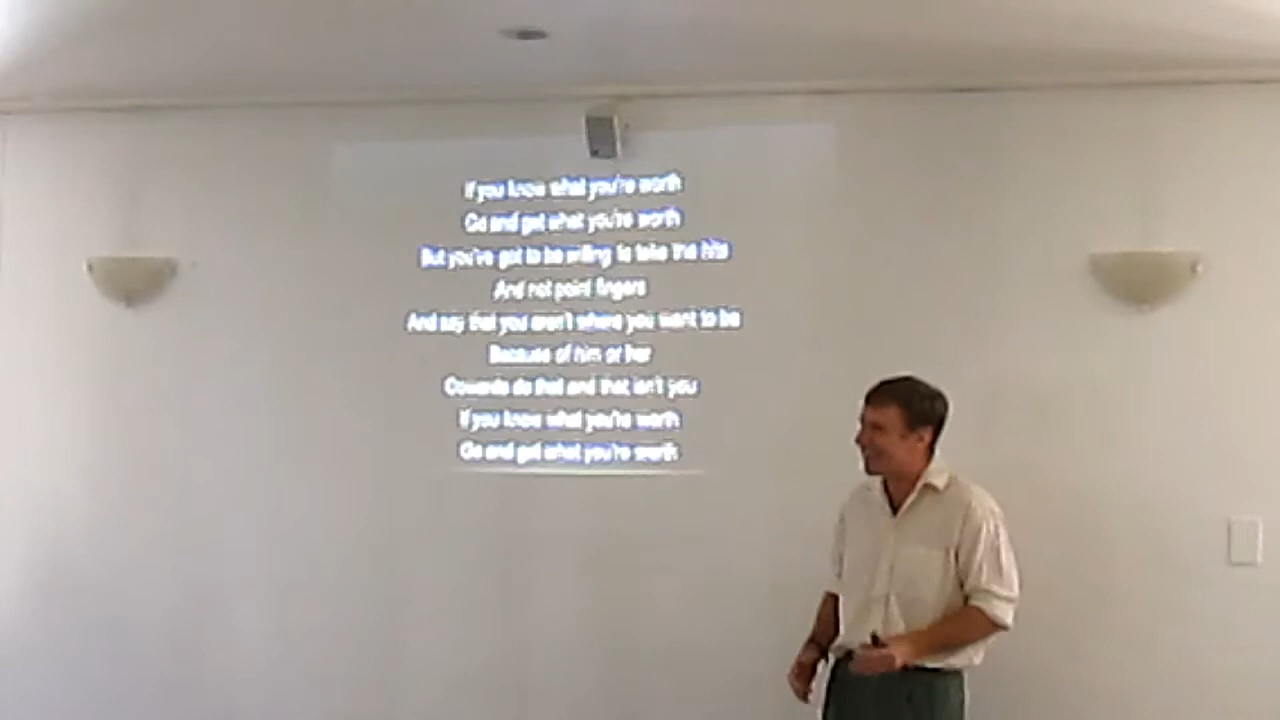 If you know what you're worth
Go and get what you're worth
But you've got to be willing to take the hits
And not point fingers
And say that you aren't where you want to be
Because of him or her
Cowards do that and that isn't you
If you know what you're worth
Go and get what you're worth